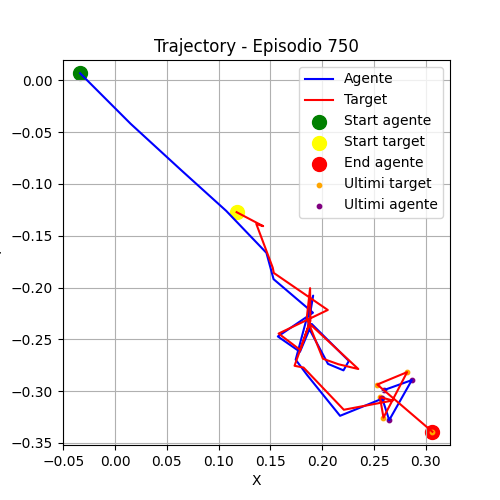 Trajectory - Episodio 750
Agente
Target
Start agente
Start target
End agente
Ultimi target
Ultimi agente
0.00
−0.05
−0.10
−0.15
−0.20
−0.25
−0.30
−0.35
−0.05
0.00
0.05
0.10
0.15
0.20
0.25
0.30
X